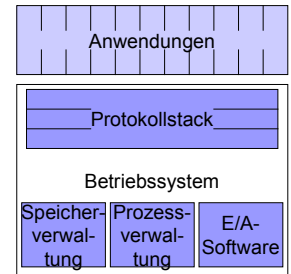 Anwendungen
Protokollstack
Betriebssystem
Speicher-
verwal-
tung
Prozess-
verwal-
tung
E/A-
Software